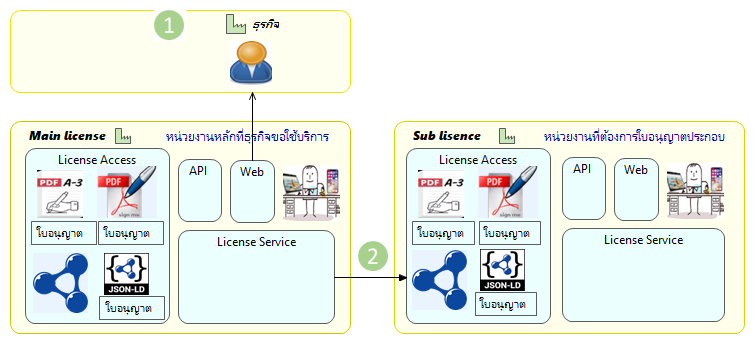 1
ธุรกิจ
Main license
หน่วยงานหลักที่ธุรกิจขอใช้บริการ
License Access
PDF A-3
PDF
sign me
ใบอนุญาต
ใบอนุญาต
JSON-LD
ใบอนุญาต
API
Web
License Service
2
Sub lisence
หน่วยงานที่ต้องการใบอนุญาตประกอบ
License Access
PDF A-3
PDF
sign me
ใบอนุญาต
ใบอนุญาต
JSON-LD
ใบอนุญาต
API
Web
License Service